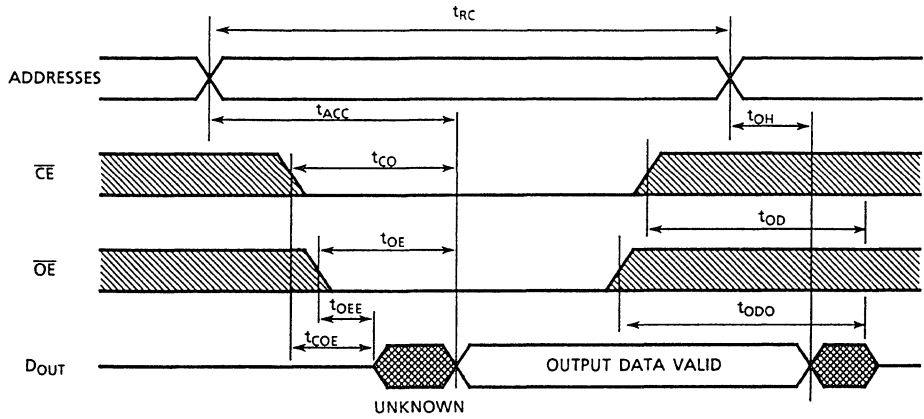 tRC
ADDRESSES
tACC
tOH
CE
tCO
tOD
OE
tOE
tOEE
tODO
tCOE
DOUT
OUTPUT DATA VALID
UNKNOWN